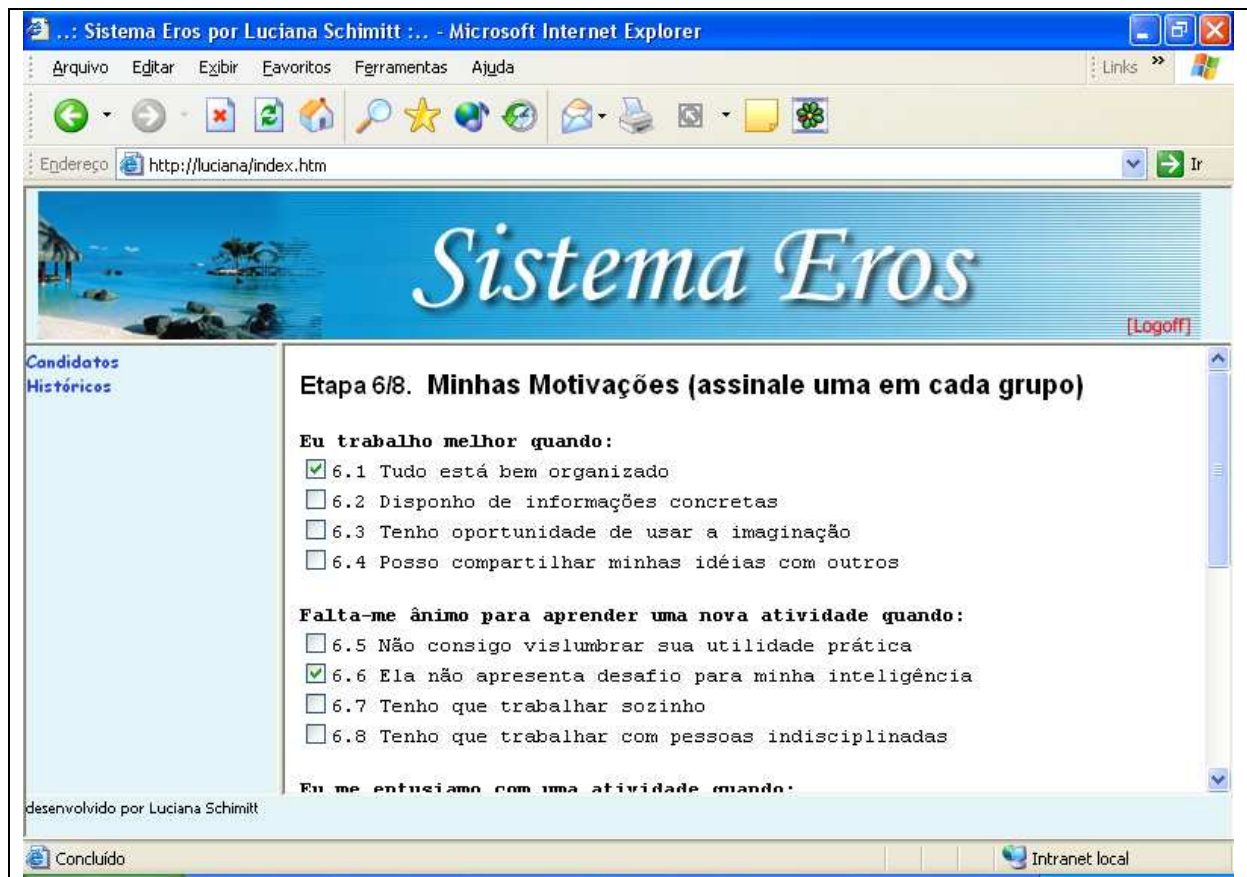 ..: Sistema Eros por Luciana Schimitt :.. - Microsoft Internet Explorer
Arquivo Editar Exibir Favoritos Ferramentas Ajuda Links »
Endereço http://luciana/index.htm Ir
Sistema Eros
[Logoff]
Candidatos
Históricos
Etapa 6/8. Minhas Motivações (assinale uma em cada grupo)
Eu trabalho melhor quando:
6.1 Tudo está bem organizado
6.2 Disponho de informações concretas
6.3 Tenho oportunidade de usar a imaginação
6.4 Posso compartilhar minhas idéias com outros
Falta-me ânimo para aprender uma nova atividade quando:
6.5 Não consigo vislumbrar sua utilidade prática
6.6 Ela não apresenta desafio para minha inteligência
6.7 Tenho que trabalhar sozinho
6.8 Tenho que trabalhar com pessoas indisciplinadas
Eu me entusiamo com uma atividade quando:
desenvolvido por Luciana Schimitt
Concluído Intranet local